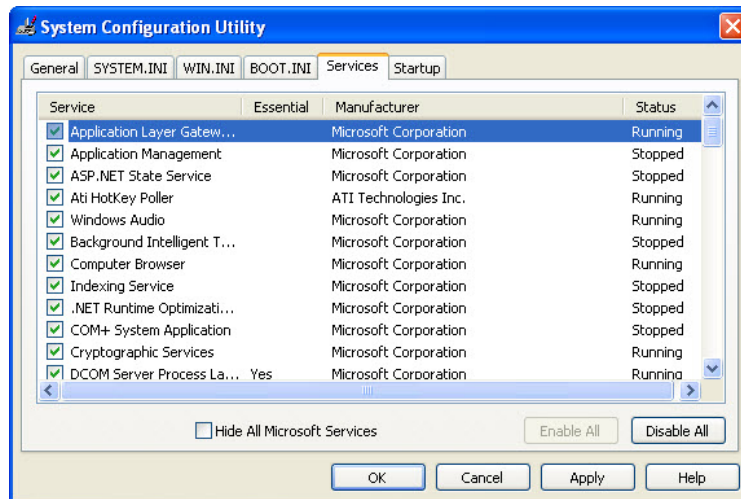 System Configuration Utility
General SYSTEM.INI WIN.INI BOOT.INI Services Startup
Service Essential Manufacturer Status
Application Layer Gatew... Microsoft Corporation Running
Application Management Microsoft Corporation Stopped
ASP.NET State Service Microsoft Corporation Stopped
Ati HotKey Poller ATI Technologies Inc. Running
Windows Audio Microsoft Corporation Running
Background Intelligent T... Microsoft Corporation Stopped
Computer Browser Microsoft Corporation Running
Indexing Service Microsoft Corporation Stopped
.NET Runtime Optimizati... Microsoft Corporation Stopped
COM+ System Application Microsoft Corporation Stopped
Cryptographic Services Microsoft Corporation Running
DCOM Server Process La... Yes Microsoft Corporation Running
Hide All Microsoft Services Enable All Disable All
OK Cancel Apply Help